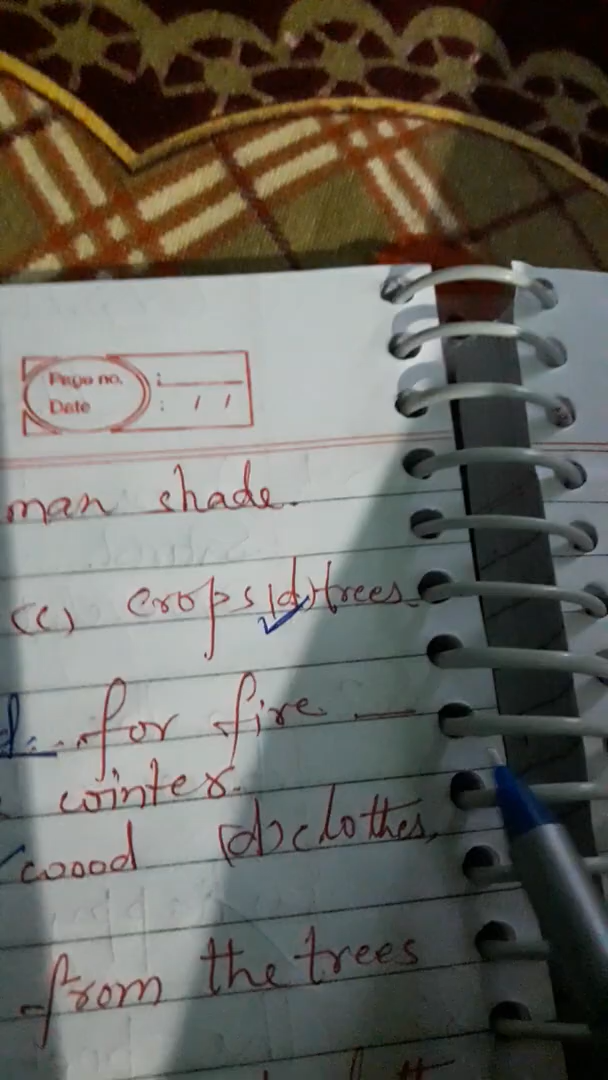 Page no. :
Date : / /
man shade.
(c) crops (d) trees
for fire —
winter.
wood (d) clothes,
from the trees